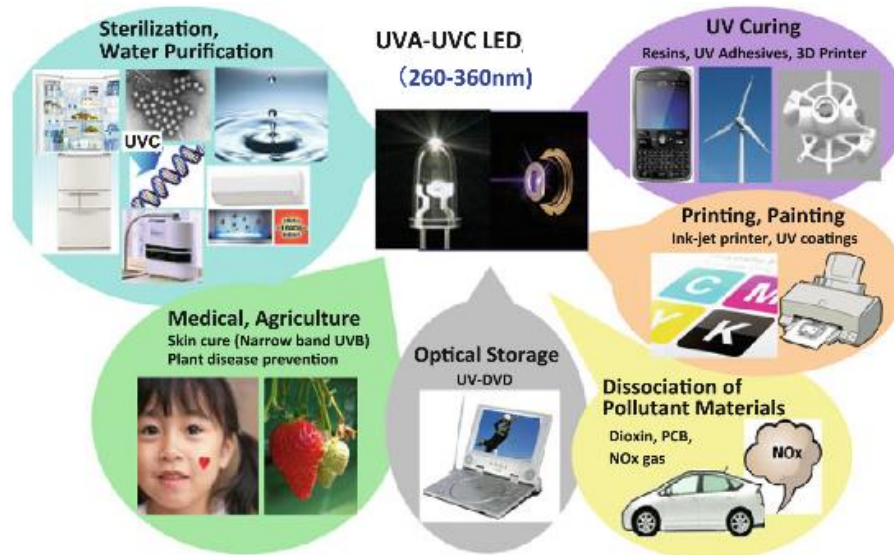 Sterilization,
Water Purification
UVC
UVA-UVC LED
(260-360nm)
UV Curing
Resins, UV Adhesives, 3D Printer
Printing, Painting
Ink-jet printer, UV coatings
C M
Y K
Medical, Agriculture
Skin cure (Narrow band UVB)
Plant disease prevention
Optical Storage
UV-DVD
Dissociation of
Pollutant Materials
Dioxin, PCB,
NOx gas
NOx